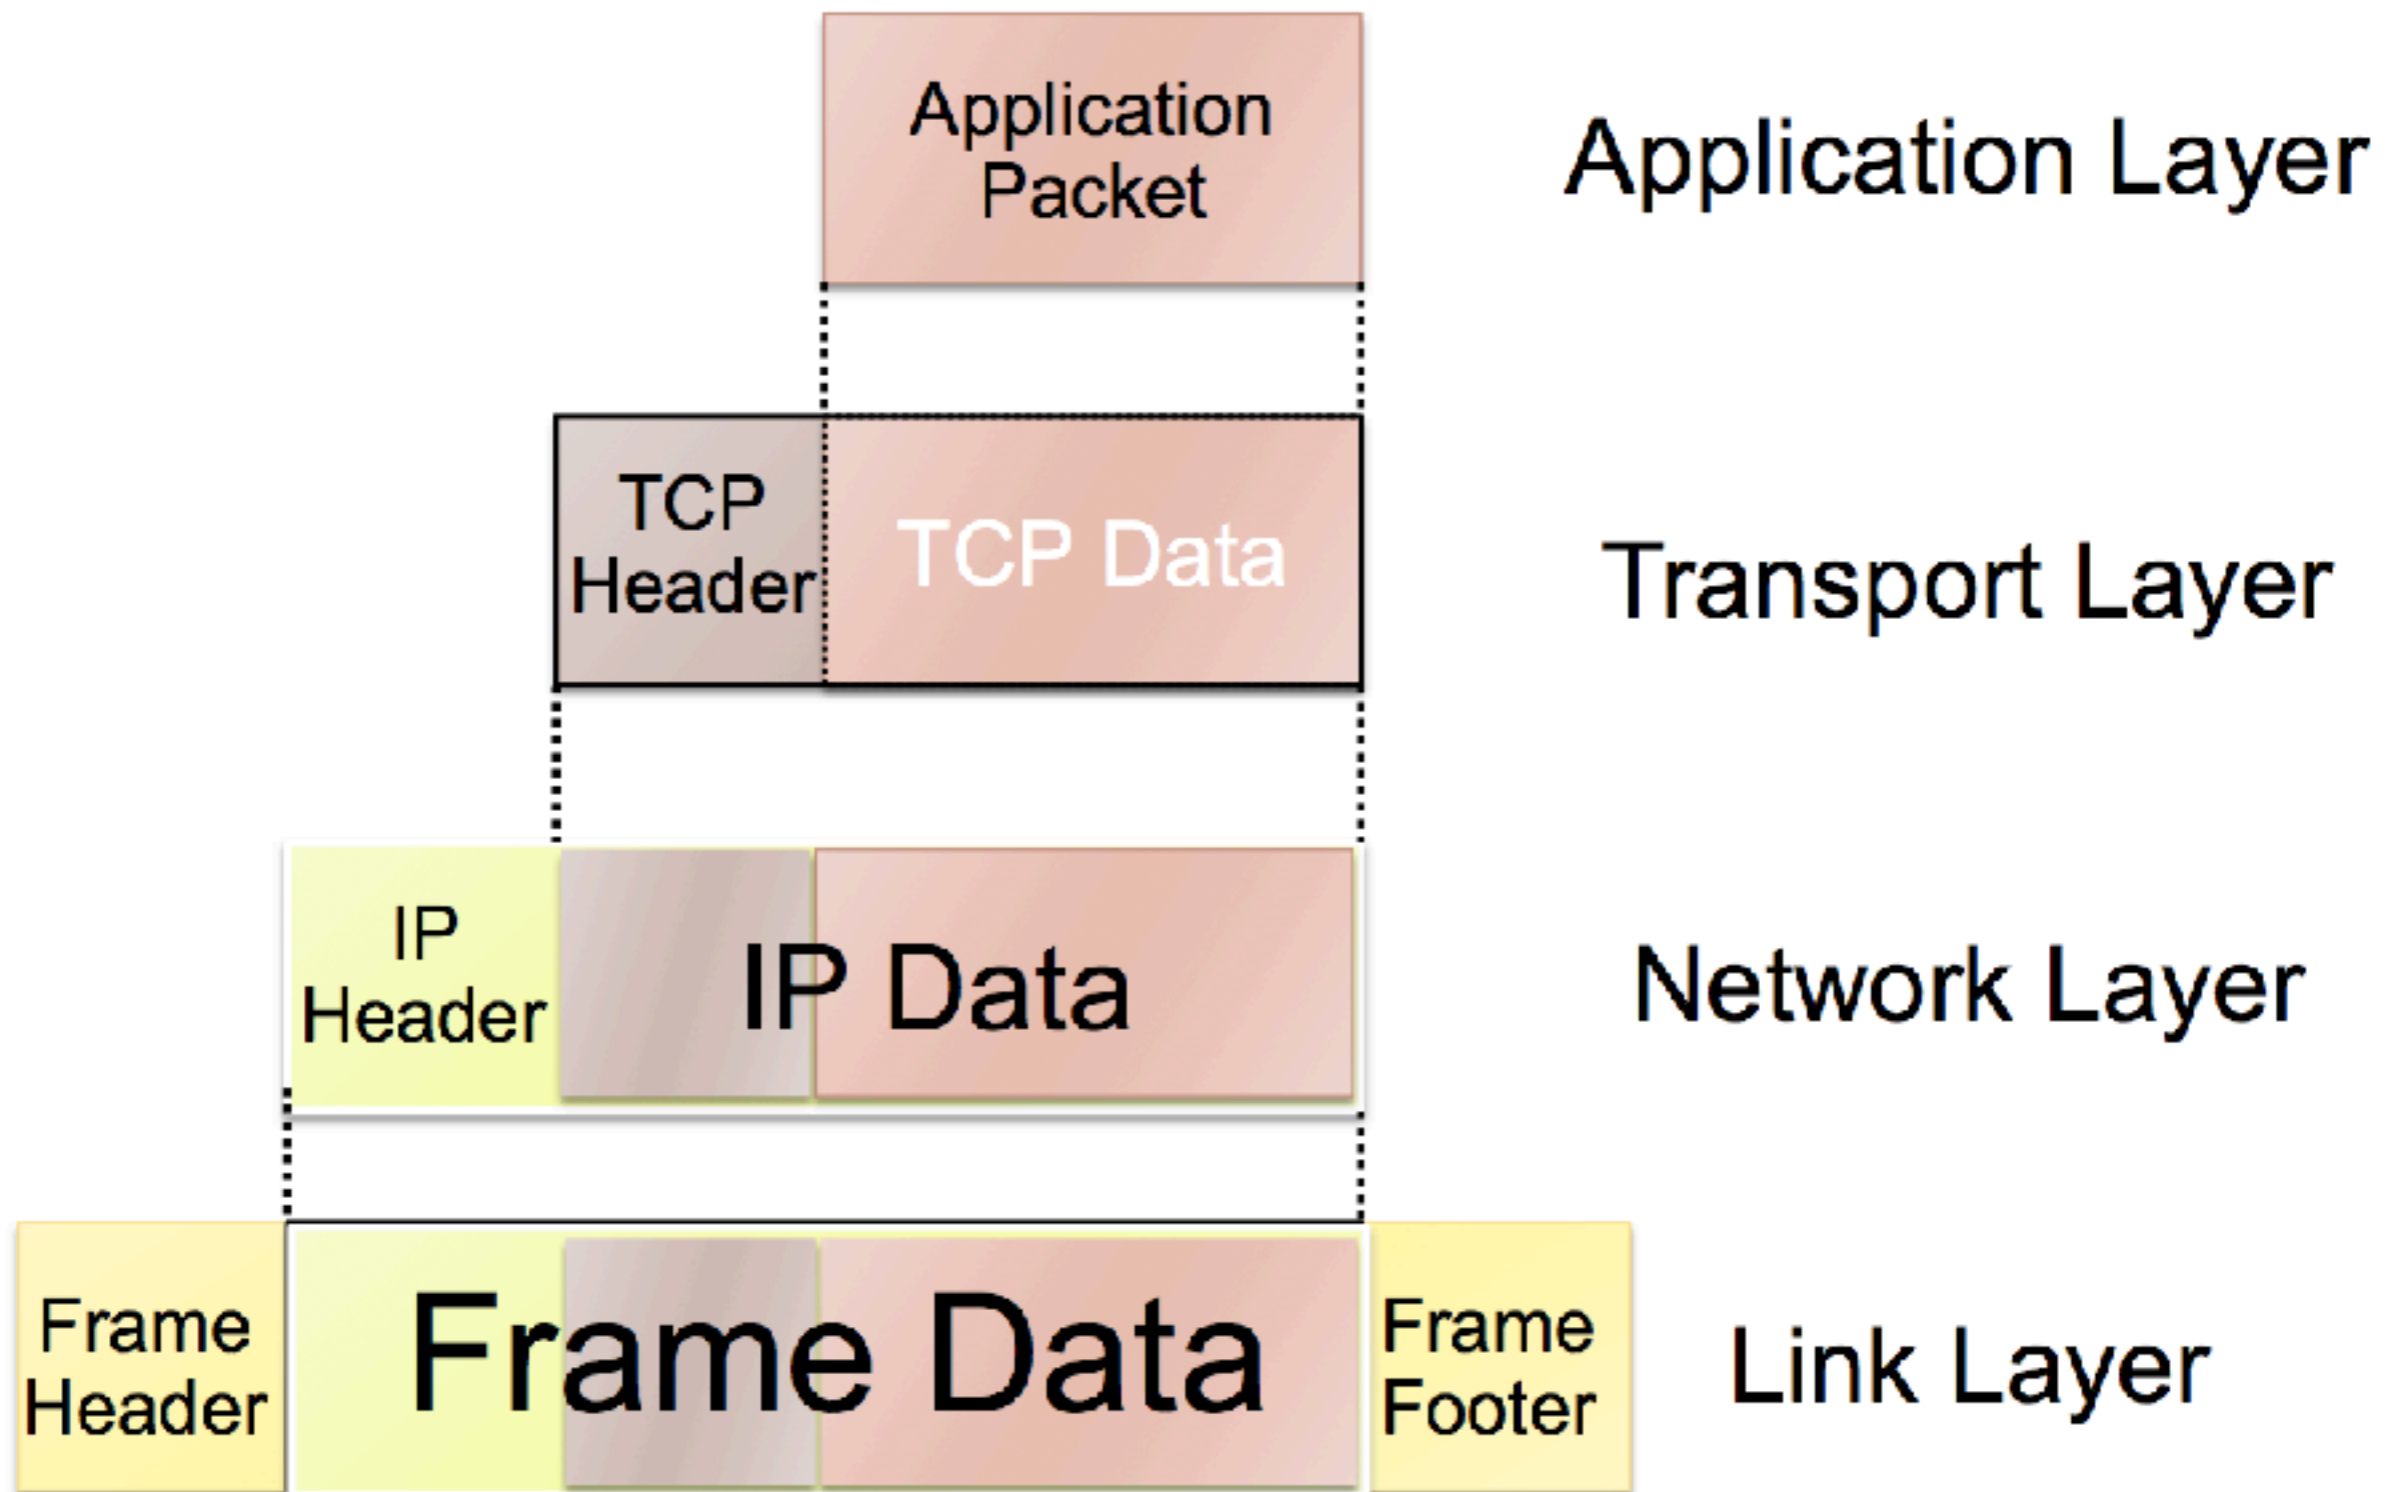 Application
Packet
Application Layer
TCP
Header
TCP Data
Transport Layer
IP
Header
IP Data
Network Layer
Frame
Header
Frame Data
Frame
Footer
Link Layer